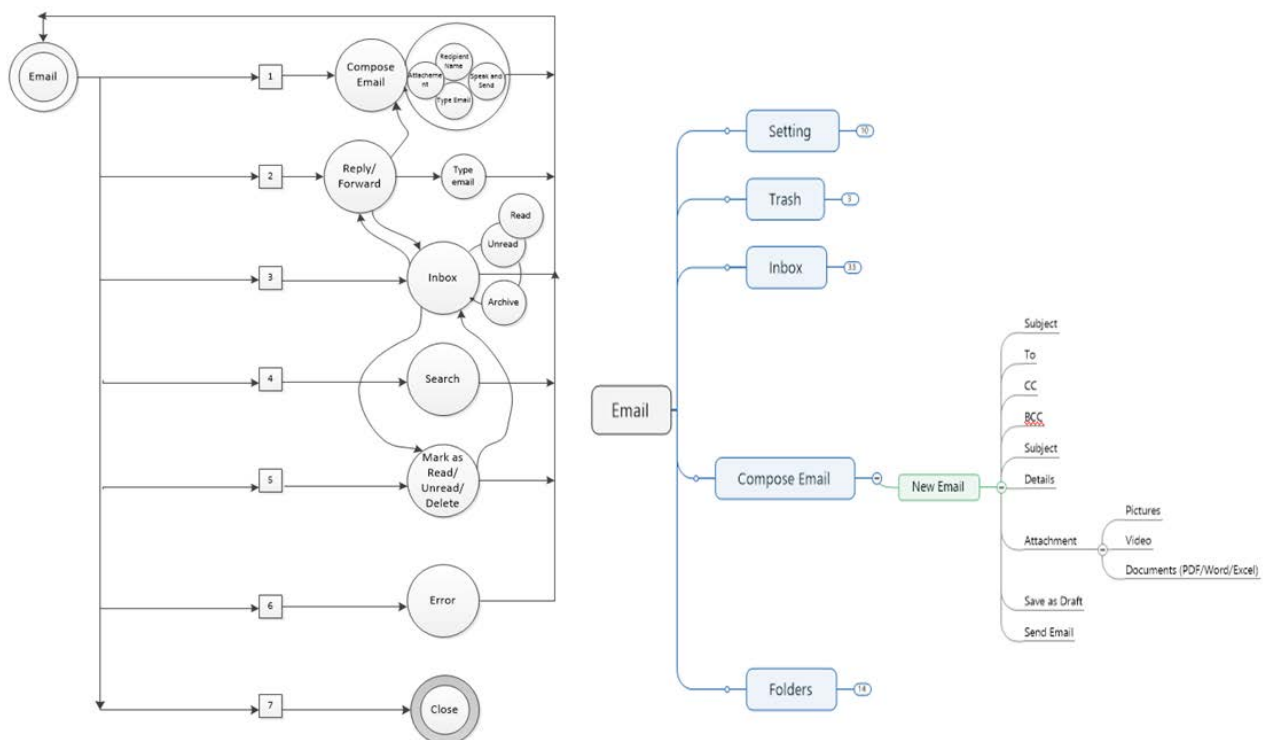 Email
1
Compose
Email
Recipient
Name
Attacheme
nt
Speak and
Send
Type Email
2
Reply/
Forward
Type
email
Read
Unread
3
Inbox
Archive
4
Search
5
Mark as
Read/
Unread/
Delete
6
Error
7
Close
Email
Setting
10
Trash
3
Inbox
33
Compose Email
New Email
Subject
To
CC
BCC
Subject
Details
Attachment
Pictures
Video
Documents (PDF/Word/Excel)
Save as Draft
Send Email
Folders